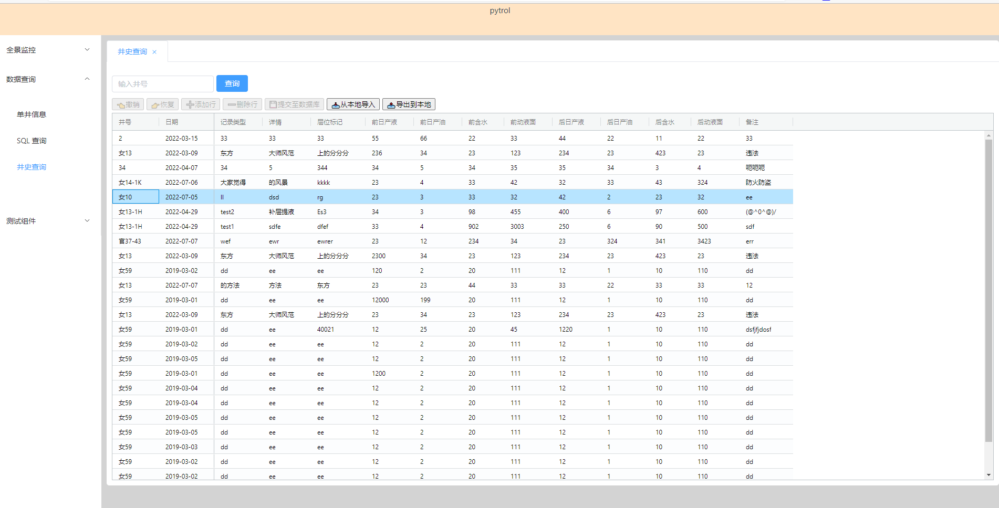 pytrol
全景监控
数据查询
单井信息
SQL 查询
井史查询
测试组件
井史查询 ×
输入井号 查询
撤销 恢复 添加行 删除行 提交至数据库 从本地导入 导出到本地
井号 日期 记录类型 详情 层位标记 前日产液 前日产油 前含水 前动液面 后日产液 后日产油 后含水 后动液面 备注
2 2022-03-15 33 33 33 55 66 22 33 44 22 11 22 33
女13 2022-03-09 东方 大师风范 上的分分分 236 34 23 123 234 23 423 23 违法
34 2022-04-07 34 5 344 34 5 34 35 35 34 3 4 呃呃呃
女14-1K 2022-07-06 大家觉得 的风景 kkkk 23 4 33 42 32 33 43 324 防火防盗
女10 2022-07-05 ll dsd rg 23 3 33 32 42 2 23 32 ee
女13-1H 2022-04-29 test2 补层提液 Es3 34 3 98 455 400 6 97 600 (@^0^@)/
女13-1H 2022-04-29 test1 sdfe dfef 33 4 902 3003 250 6 90 500 sdf
官37-43 2022-07-07 wef ewr ewrer 23 12 234 34 23 324 341 3423 err
女13 2022-03-09 东方 大师风范 上的分分分 2300 34 23 123 234 23 423 23 违法
女59 2019-03-02 dd ee ee 120 2 20 111 12 1 10 110 dd
女13 2022-07-07 的方法 方法 东方 23 23 44 33 33 22 33 33 12
女59 2019-03-01 dd ee ee 12000 199 20 111 12 1 10 110 dd
女13 2022-03-09 东方 大师风范 上的分分分 23 34 23 123 234 23 423 23 违法
女59 2019-03-01 dd ee 40021 12 25 20 45 1220 1 10 110 dsfjfjdosf
女59 2019-03-02 dd ee ee 12 2 20 111 12 1 10 110 dd
女59 2019-03-05 dd ee ee 12 2 20 111 12 1 10 110 dd
女59 2019-03-01 dd ee ee 1200 2 20 111 12 1 10 110 dd
女59 2019-03-04 dd ee ee 12 2 20 111 12 1 10 110 dd
女59 2019-03-04 dd ee ee 12 2 20 111 12 1 10 110 dd
女59 2019-03-05 dd ee ee 12 2 20 111 12 1 10 110 dd
女59 2019-03-05 dd ee ee 12 2 20 111 12 1 10 110 dd
女59 2019-03-03 dd ee ee 12 2 20 111 12 1 10 110 dd
女59 2019-03-02 dd ee ee 12 2 20 111 12 1 10 110 dd
女59 2019-03-02 dd ee ee 12 2 20 111 12 1 10 110 dd